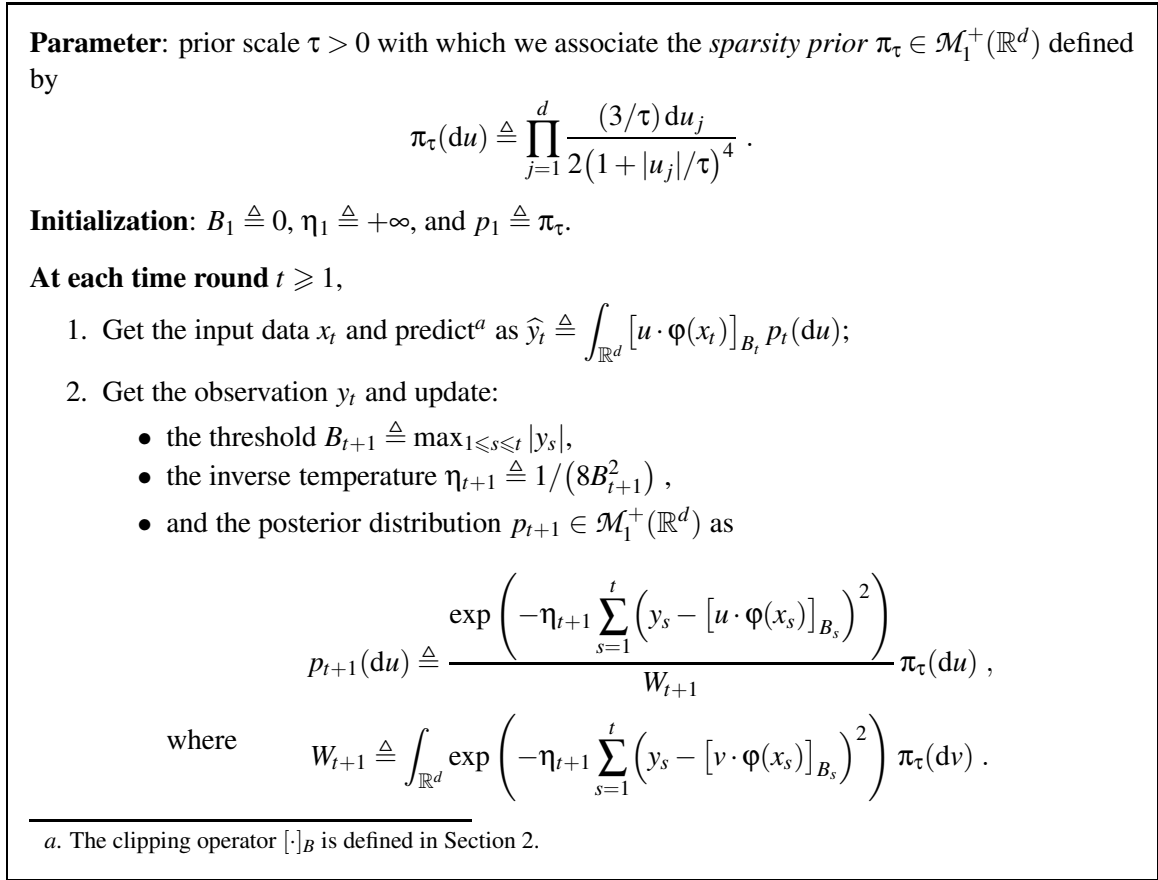 Parameter: prior scale τ > 0 with which we associate the sparsity prior π_τ ∈ ℳ₁⁺(ℝ^d) defined
by
π_τ(du) ≜ ∏_{j=1}^{d} (3/τ) du_j / 2(1 + |u_j|/τ)^4 .
Initialization: B_1 ≜ 0, η_1 ≜ +∞, and p_1 ≜ π_τ.
At each time round t ⩾ 1,
1. Get the input data x_t and predict^a as ŷ_t ≜ ∫_{ℝ^d} [u · φ(x_t)]_{B_t} p_t(du);
2. Get the observation y_t and update:
• the threshold B_{t+1} ≜ max_{1⩽s⩽t} |y_s|,
• the inverse temperature η_{t+1} ≜ 1/(8B_{t+1}^2) ,
• and the posterior distribution p_{t+1} ∈ ℳ₁⁺(ℝ^d) as
p_{t+1}(du) ≜ exp(−η_{t+1} ∑_{s=1}^{t} (y_s − [u · φ(x_s)]_{B_s})^2) / W_{t+1} π_τ(du) ,
where W_{t+1} ≜ ∫_{ℝ^d} exp(−η_{t+1} ∑_{s=1}^{t} (y_s − [v · φ(x_s)]_{B_s})^2) π_τ(dv) .
a. The clipping operator [·]_B is defined in Section 2.